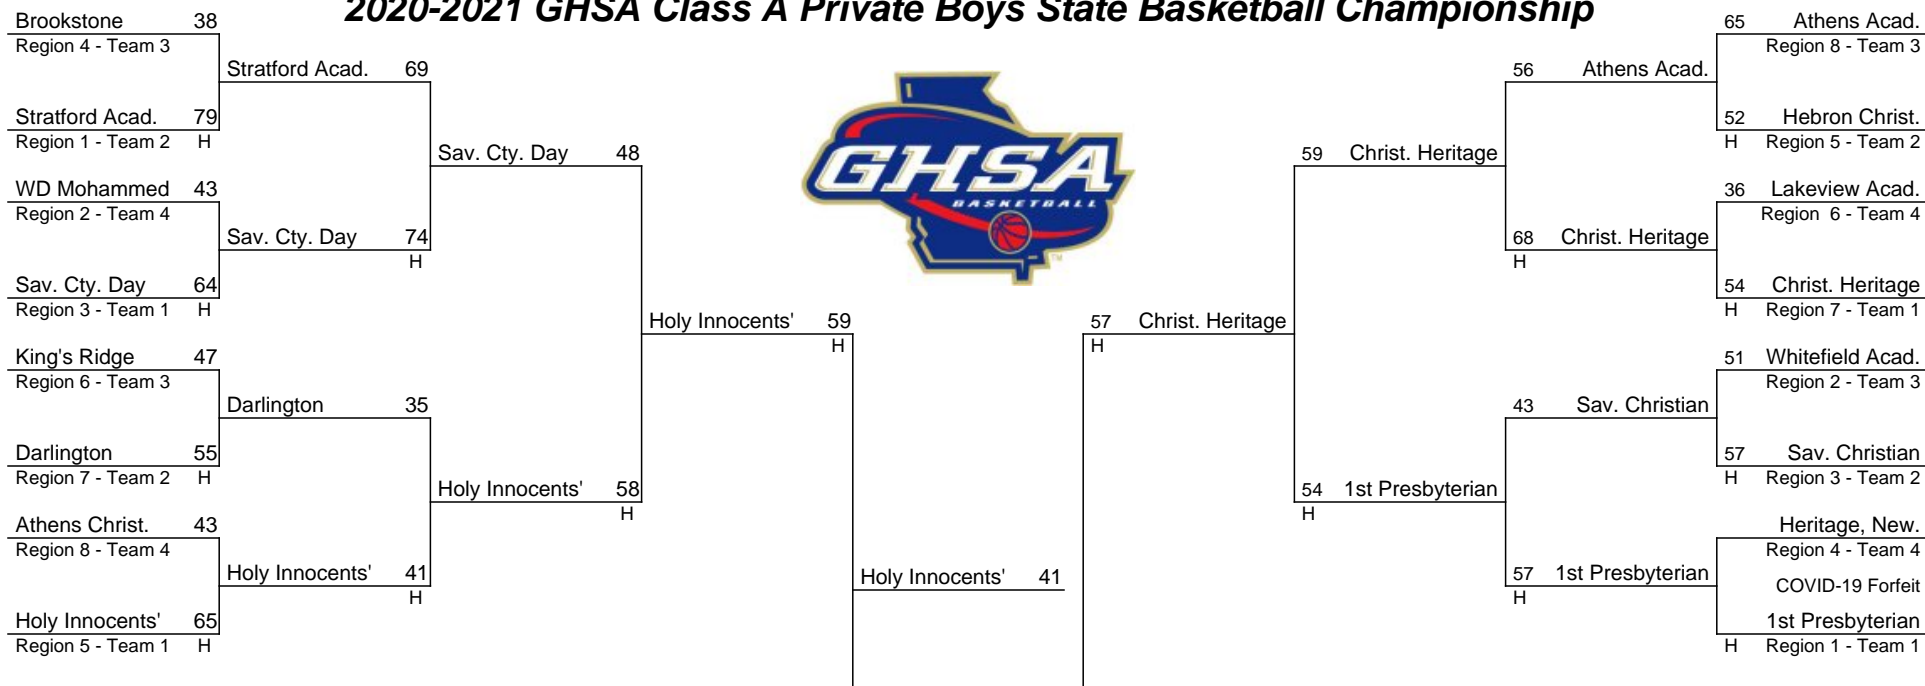 2020-2021 GHSA Class A Private Boys State Basketball Championship
Brookstone 38
Region 4 - Team 3
Stratford Acad. 69
Stratford Acad. 79
Region 1 - Team 2 H
Sav. Cty. Day 48
WD Mohammed 43
Region 2 - Team 4
Sav. Cty. Day 74
H
Sav. Cty. Day 64
Region 3 - Team 1 H
Holy Innocents' 59
H
King's Ridge 47
Region 6 - Team 3
Darlington 35
Darlington 55
Region 7 - Team 2 H
Holy Innocents' 58
H
Athens Christ. 43
Region 8 - Team 4
Holy Innocents' 41
H
Holy Innocents' 65
Region 5 - Team 1 H
GHSA
BASKETBALL
TM
Holy Innocents' 41
65 Athens Acad.
Region 8 - Team 3
56 Athens Acad.
52 Hebron Christ.
H Region 5 - Team 2
59 Christ. Heritage
36 Lakeview Acad.
Region 6 - Team 4
68 Christ. Heritage
H
54 Christ. Heritage
H Region 7 - Team 1
57 Christ. Heritage
H
51 Whitefield Acad.
Region 2 - Team 3
43 Sav. Christian
57 Sav. Christian
H Region 3 - Team 2
54 1st Presbyterian
H
Heritage, New.
Region 4 - Team 4
57 1st Presbyterian
H
COVID-19 Forfeit
1st Presbyterian
H Region 1 - Team 1